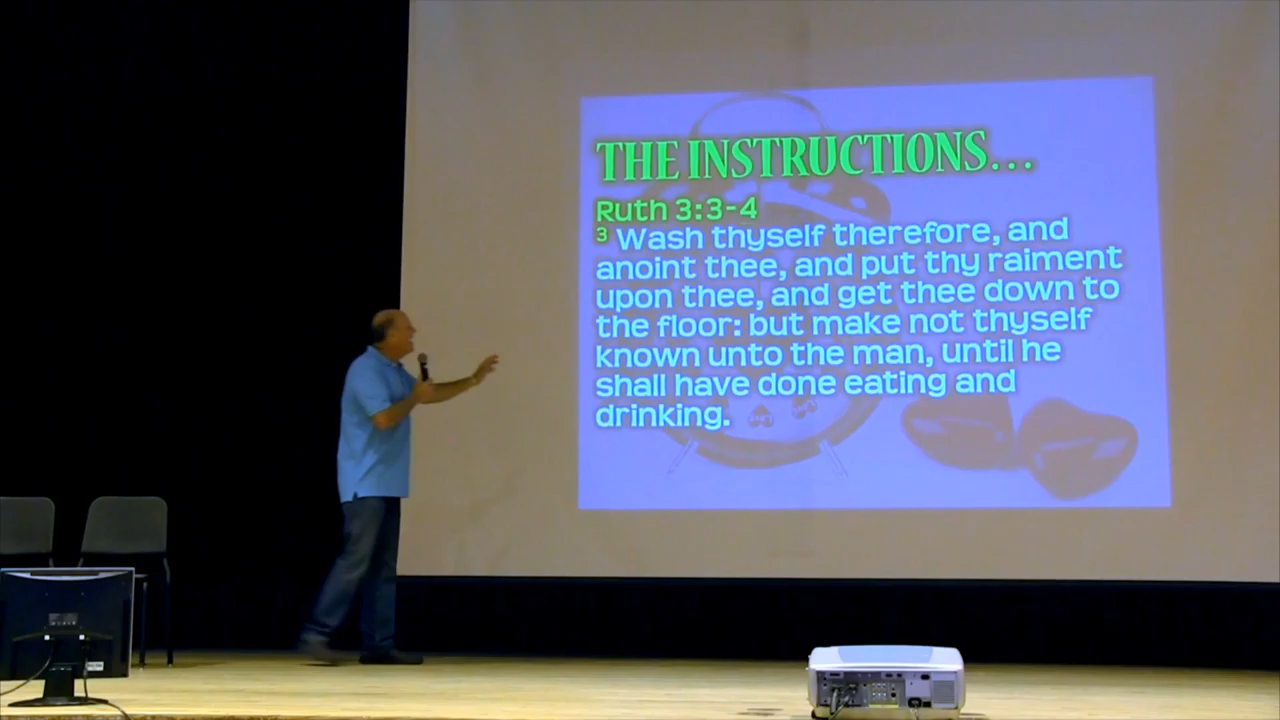 THE INSTRUCTIONS...
Ruth 3:3-4
3 Wash thyself therefore, and
anoint thee, and put thy raiment
upon thee, and get thee down to
the floor: but make not thyself
known unto the man, until he
shall have done eating and
drinking.